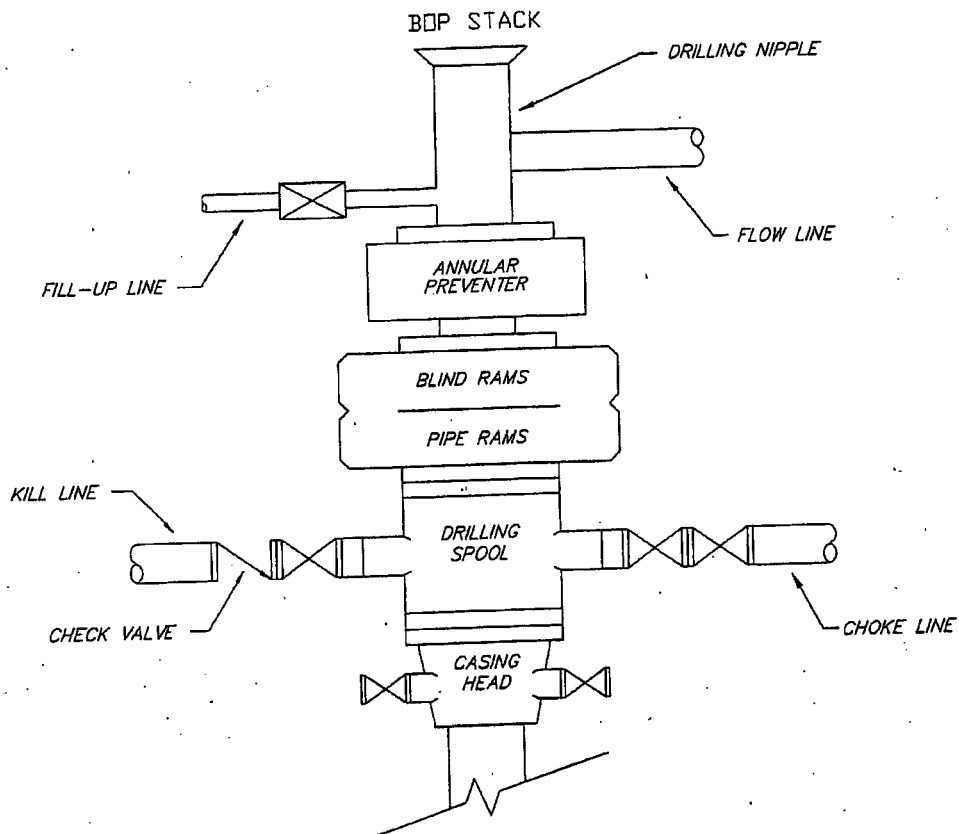 BOP STACK
DRILLING NIPPLE
FLOW LINE
FILL-UP LINE
ANNULAR
PREVENTER
BLIND RAMS
PIPE RAMS
KILL LINE
DRILLING
SPOOL
CHECK VALVE
CHOKE LINE
CASING
HEAD